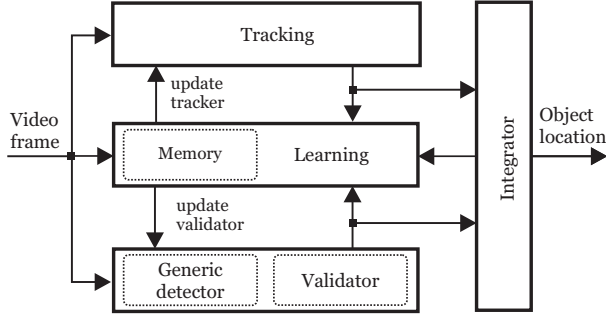 Tracking
update
tracker
Video
frame
Memory
Learning
Integrator
Object
location
update
validator
Generic
detector
Validator